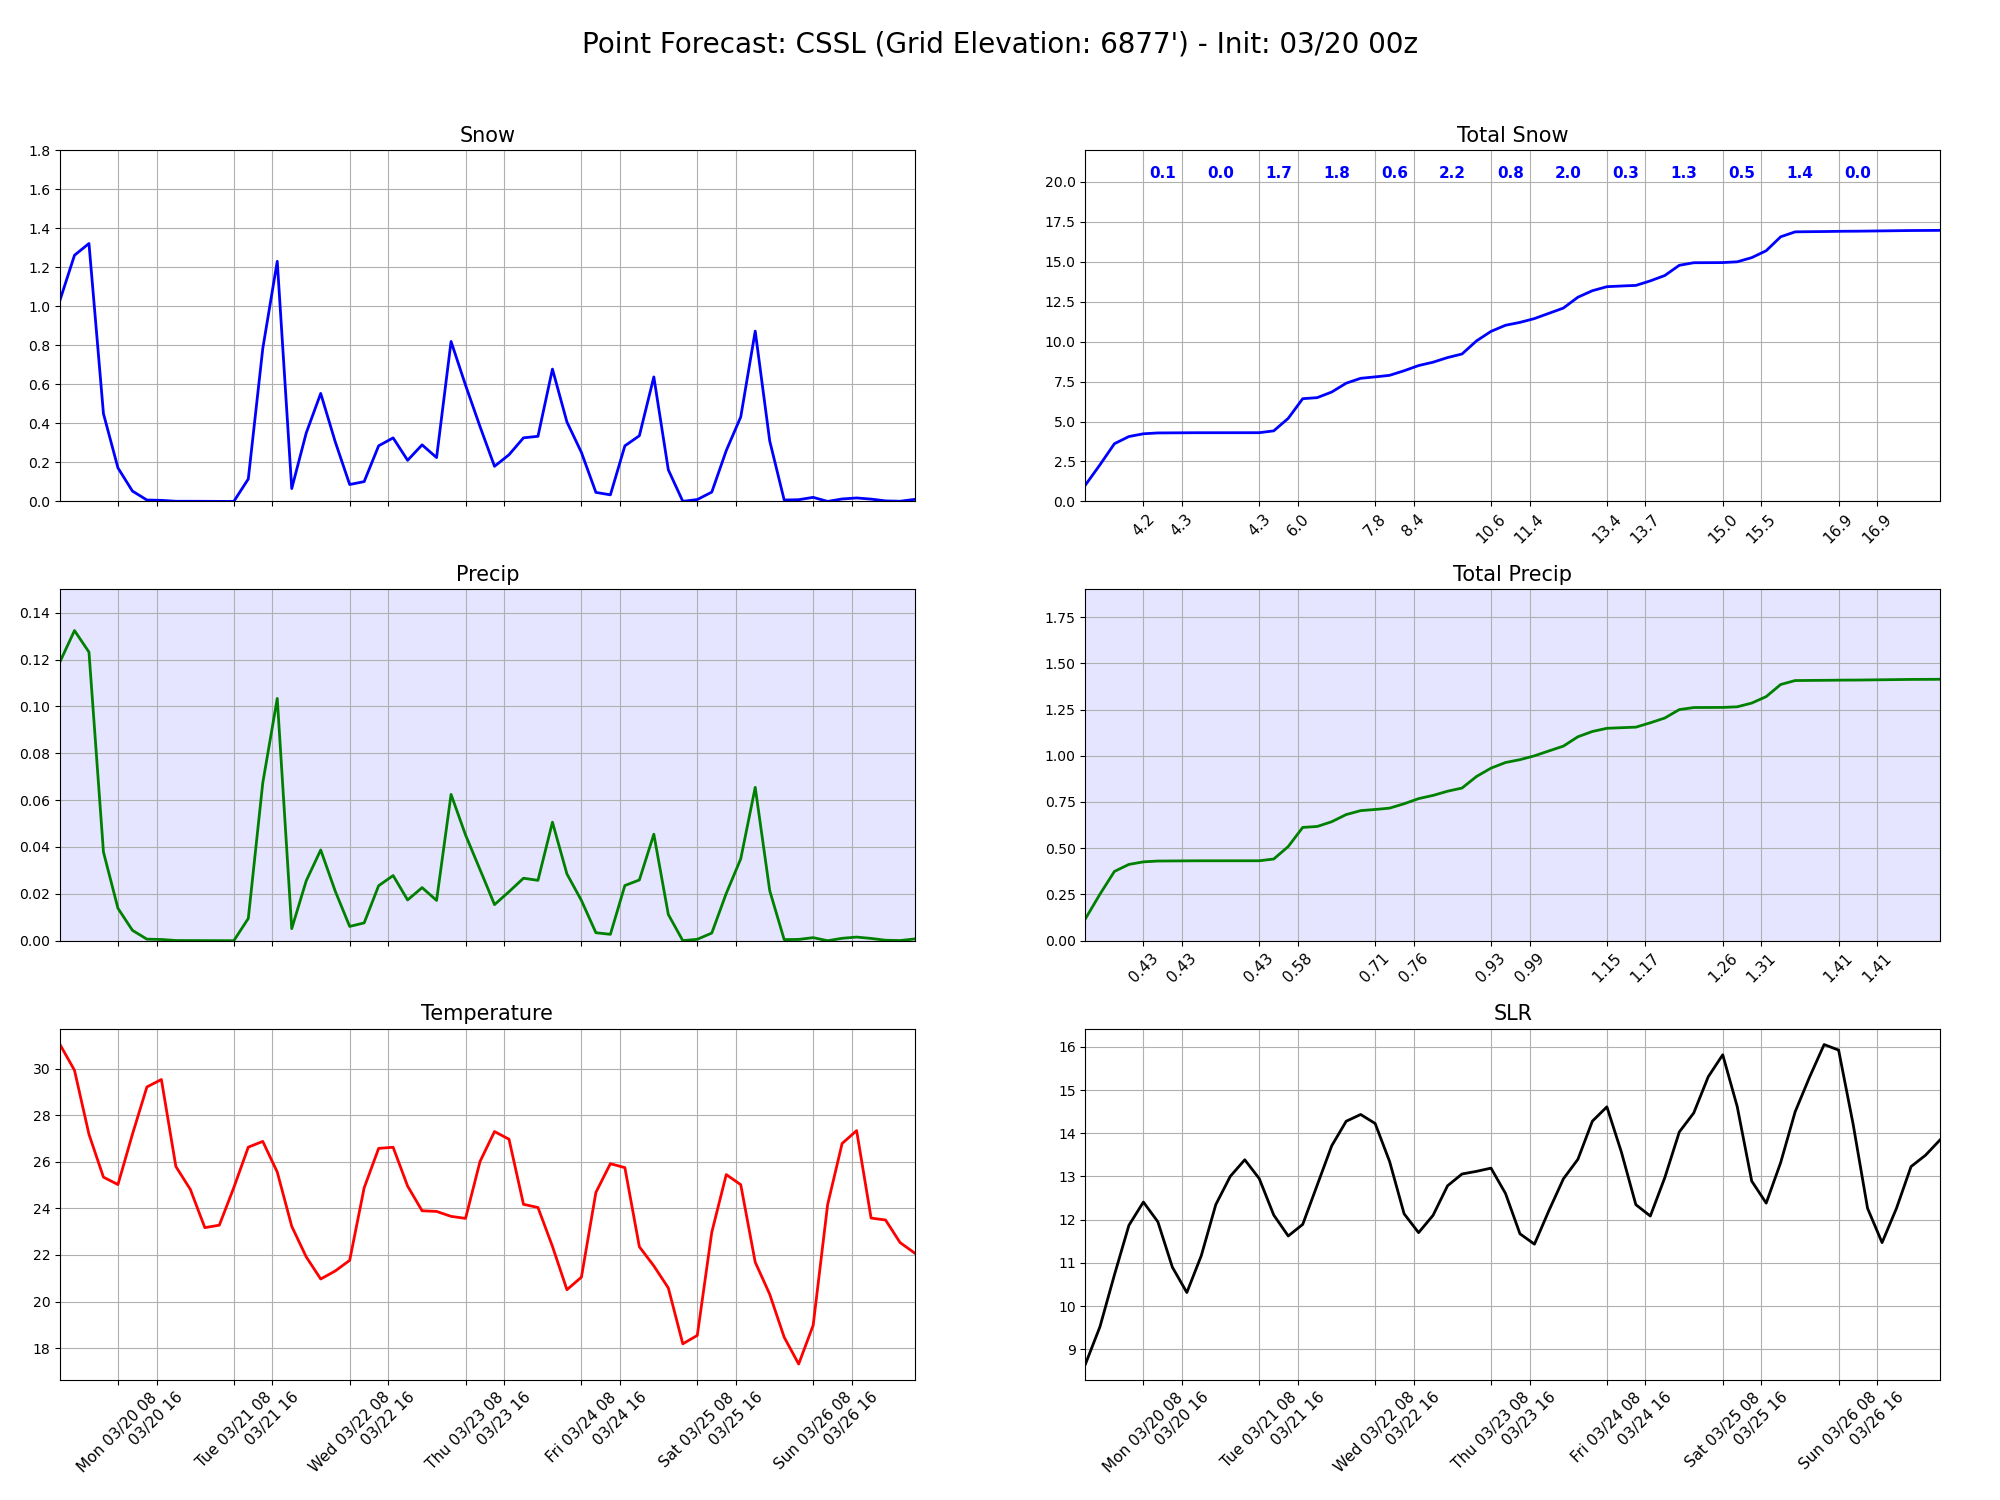 Point Forecast: CSSL (Grid Elevation: 6877') - Init: 03/20 00z
Snow
1.8
1.6
1.4
1.2
1.0
0.8
0.6
0.4
0.2
0.0
Total Snow
0.1 0.0 1.7 1.8 0.6 2.2 0.8 2.0 0.3 1.3 0.5 1.4 0.0
20.0
17.5
15.0
12.5
10.0
7.5
5.0
2.5
0.0
4.2 4.3 4.3 6.0 7.8 8.4 10.6 11.4 13.4 13.7 15.0 15.5 16.9 16.9
Precip
0.14
0.12
0.10
0.08
0.06
0.04
0.02
0.00
Total Precip
1.75
1.50
1.25
1.00
0.75
0.50
0.25
0.00
0.43 0.43 0.43 0.58 0.71 0.76 0.93 0.99 1.15 1.17 1.26 1.31 1.41 1.41
Temperature
30
28
26
24
22
20
18
Mon 03/20 08
03/20 16
Tue 03/21 08
03/21 16
Wed 03/22 08
03/22 16
Thu 03/23 08
03/23 16
Fri 03/24 08
03/24 16
Sat 03/25 08
03/25 16
Sun 03/26 08
03/26 16
SLR
16
15
14
13
12
11
10
9
Mon 03/20 08
03/20 16
Tue 03/21 08
03/21 16
Wed 03/22 08
03/22 16
Thu 03/23 08
03/23 16
Fri 03/24 08
03/24 16
Sat 03/25 08
03/25 16
Sun 03/26 08
03/26 16